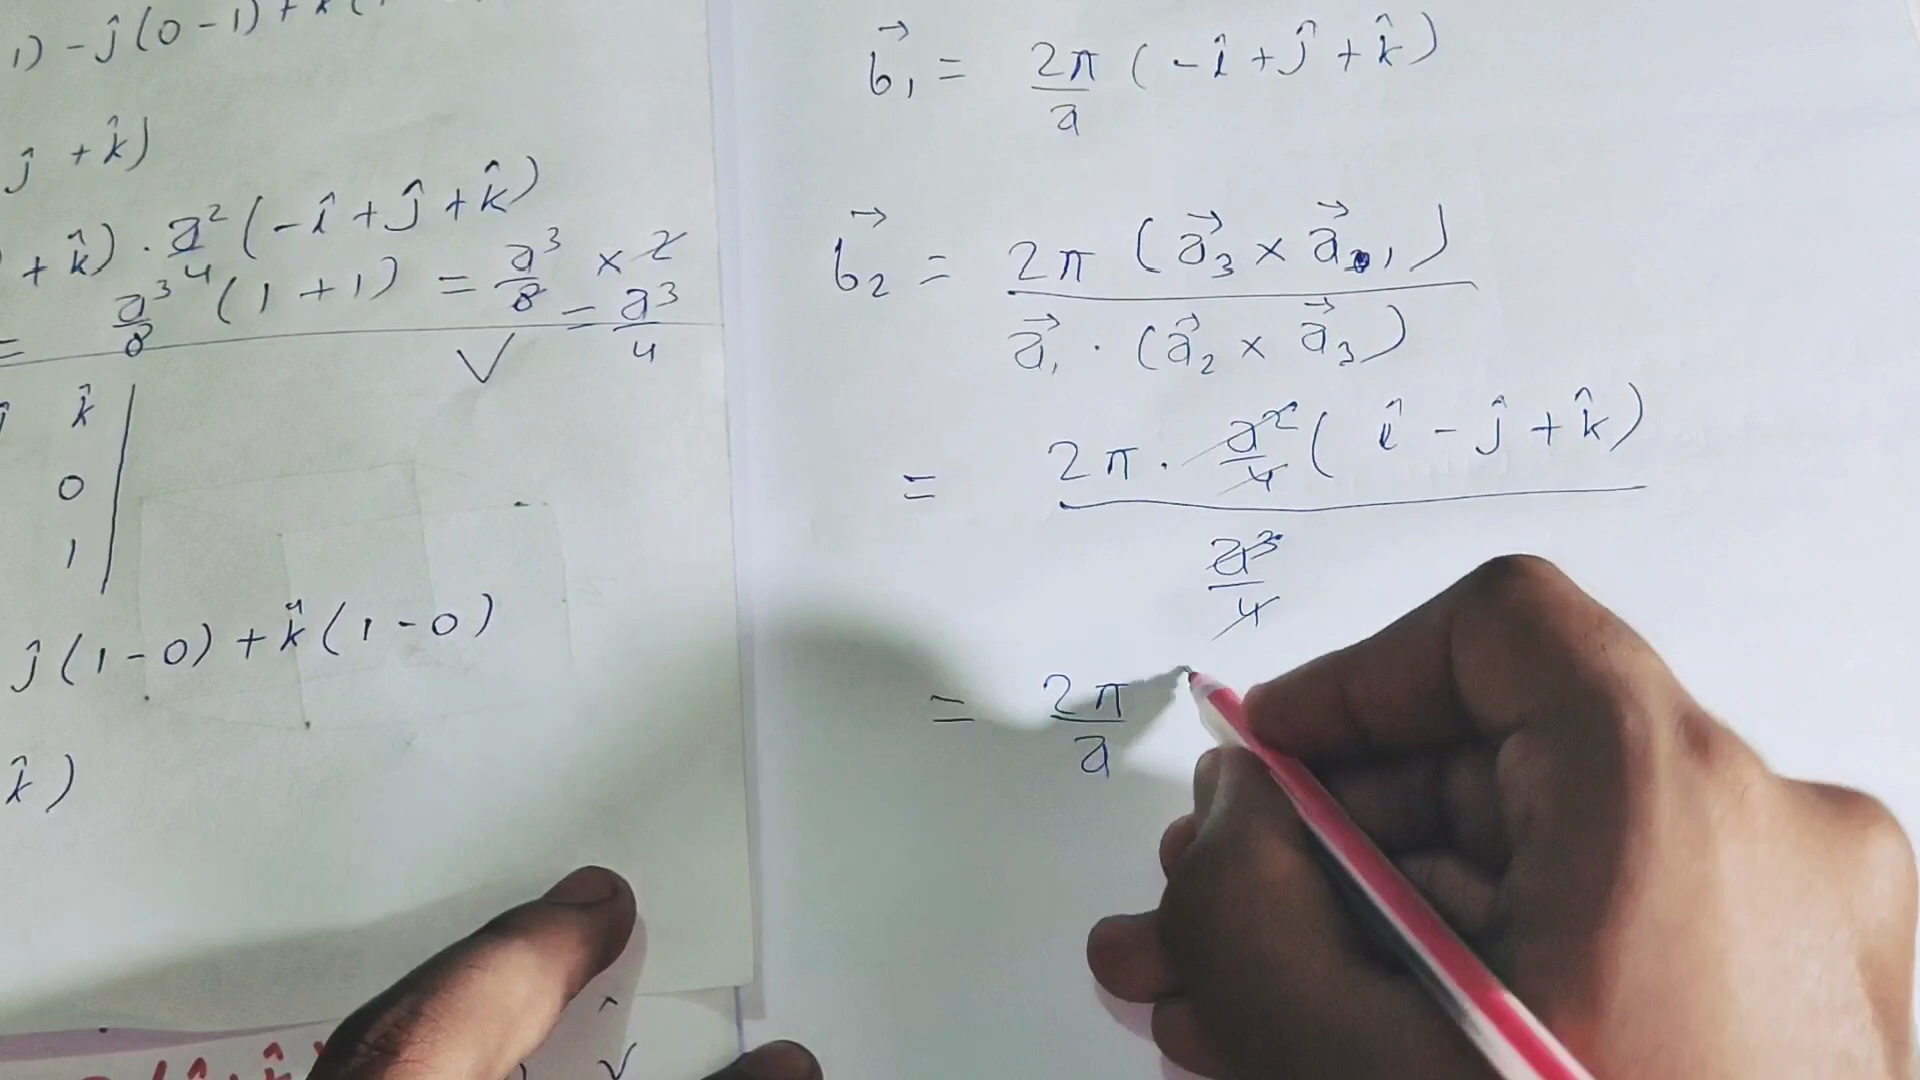 1) - ĵ(0-1) + k̂(
ĵ + k̂)
+ k̂) . a²/4 (-î + ĵ + k̂)
= a³/8 (1+1) = a³/8 × 2 = a³/4
V
ĵ k̂
0
1
ĵ(1-0) + k̂(1-0)
k̂)
b⃗₁ = 2π/a (-î + ĵ + k̂)
b⃗₂ = 2π (a⃗₃ × a⃗₁) / a⃗₁ · (a⃗₂ × a⃗₃)
= 2π · a²/4 (î - ĵ + k̂) / a³/4
= 2π/a